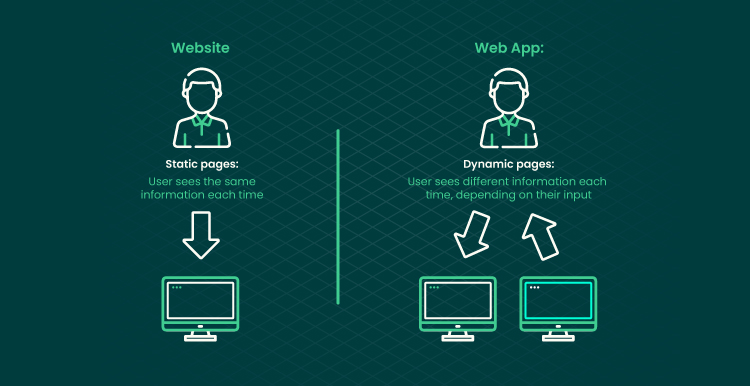 Website
Static pages:
User sees the same
information each time
Web App:
Dynamic pages:
User sees different information each
time, depending on their input